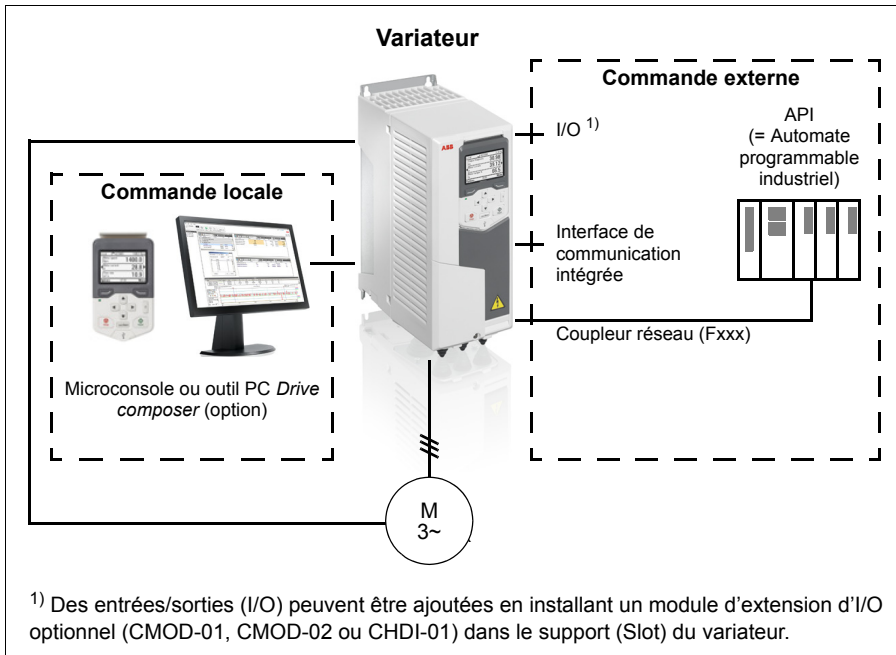 Variateur
Commande externe
API
(= Automate
programmable
industriel)
I/O 1)
ABB
Commande locale
Interface de
communication
intégrée
Coupleur réseau (Fxxx)
Microconsole ou outil PC Drive
composer (option)
M
3~
1) Des entrées/sorties (I/O) peuvent être ajoutées en installant un module d'extension d'I/O
optionnel (CMOD-01, CMOD-02 ou CHDI-01) dans le support (Slot) du variateur.